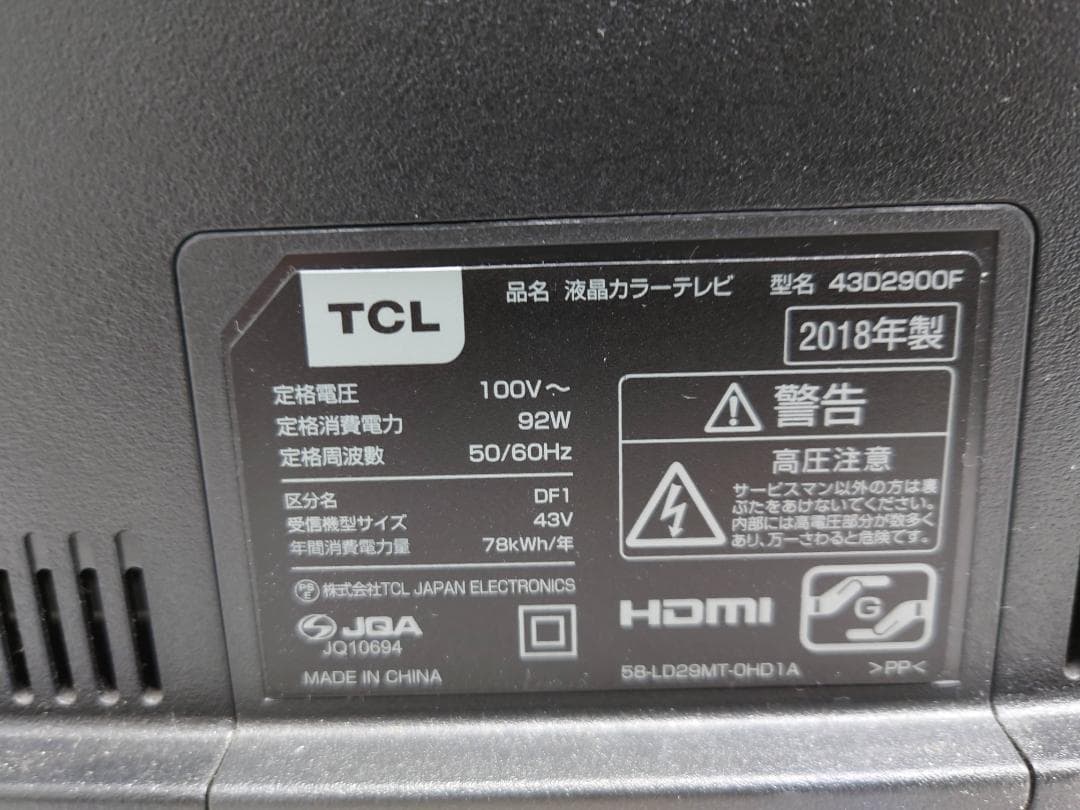 TCL
品名 液晶カラーテレビ 型名 43D2900F
2018年製
定格電圧 100V～
定格消費電力 92W
定格周波数 50/60Hz
区分名 DF1
受信機型サイズ 43V
年間消費電力量 78kWh/年
警告
高圧注意
サービスマン以外の方は裏
ぶたをあけないでください。
内部には高電圧部分が数多く
あり、万一さわると危険です。
PSE 株式会社TCL JAPAN ELECTRONICS
JQA
JQ10694
MADE IN CHINA
HDMI
G
58-LD29MT-0HD1A
>PP<